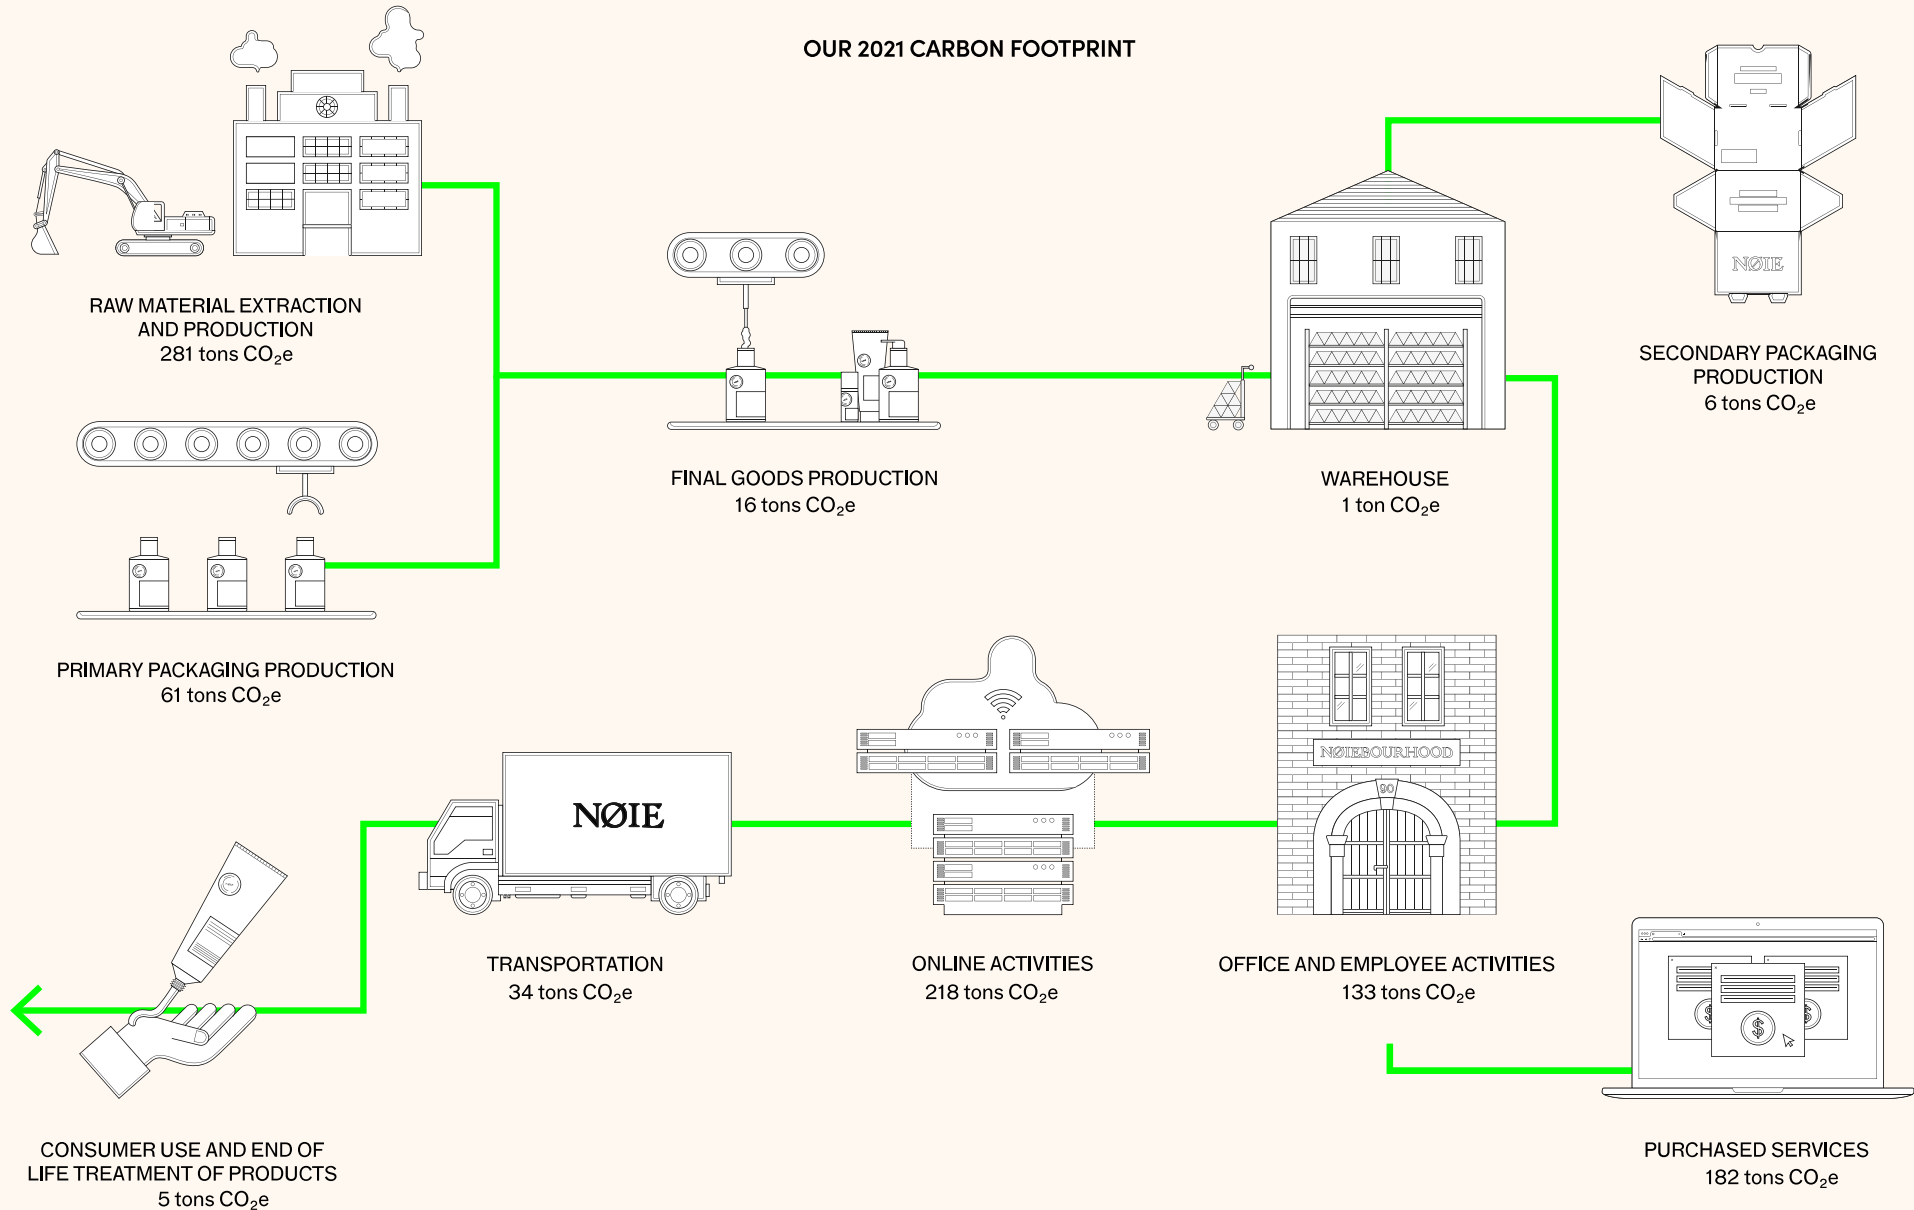 OUR 2021 CARBON FOOTPRINT
RAW MATERIAL EXTRACTION
AND PRODUCTION
281 tons CO₂e
NØIE
SECONDARY PACKAGING
PRODUCTION
6 tons CO₂e
FINAL GOODS PRODUCTION
16 tons CO₂e
WAREHOUSE
1 ton CO₂e
PRIMARY PACKAGING PRODUCTION
61 tons CO₂e
NØIEBOURHOOD
90
NØIE
TRANSPORTATION
34 tons CO₂e
ONLINE ACTIVITIES
218 tons CO₂e
OFFICE AND EMPLOYEE ACTIVITIES
133 tons CO₂e
$ $ $
CONSUMER USE AND END OF
LIFE TREATMENT OF PRODUCTS
5 tons CO₂e
PURCHASED SERVICES
182 tons CO₂e